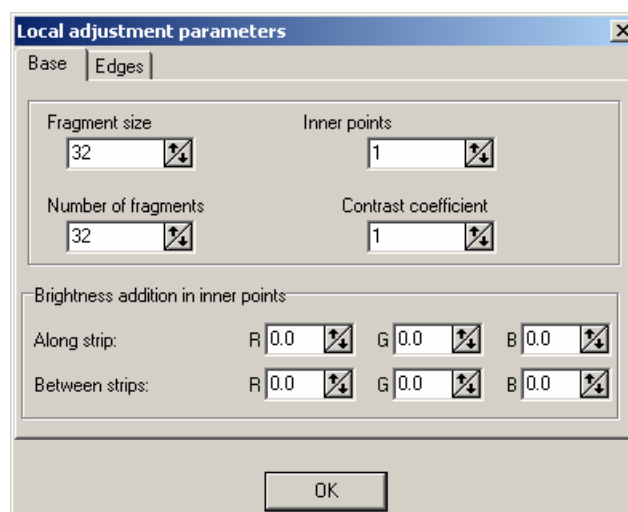 Local adjustment parameters
Base Edges
Fragment size Inner points
32 1
Number of fragments Contrast coefficient
32 1
Brightness addition in inner points
Along strip: R 0.0 G 0.0 B 0.0
Between strips: R 0.0 G 0.0 B 0.0
OK